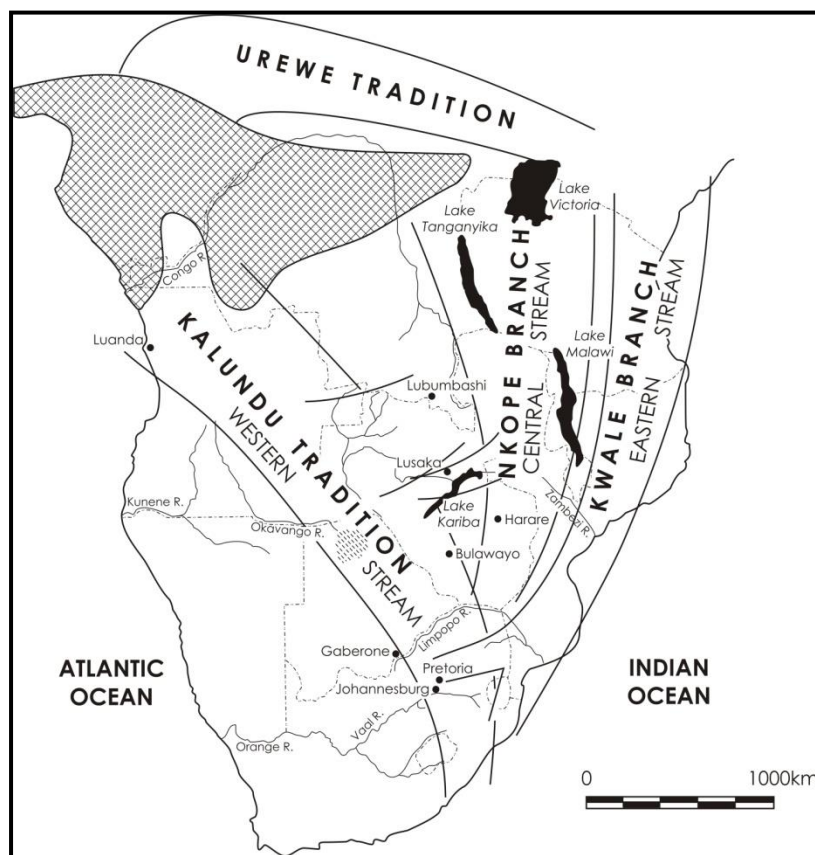 UREWE TRADITION
Lake
Victoria
Lake
Tanganyika
Congo R.
KALUNDU TRADITION
WESTERN STREAM
NKOPE BRANCH
CENTRAL STREAM
KWALE BRANCH
EASTERN STREAM
Lake
Malawi
Luanda
Lubumbashi
Lusaka
Lake
Kariba
Harare
Zambezi R.
Kunene R.
Okavango R.
Bulawayo
Limpopo R.
Gaberone
Pretoria
Johannesburg
Vaal R.
Orange R.
ATLANTIC
OCEAN
INDIAN
OCEAN
0 1000km